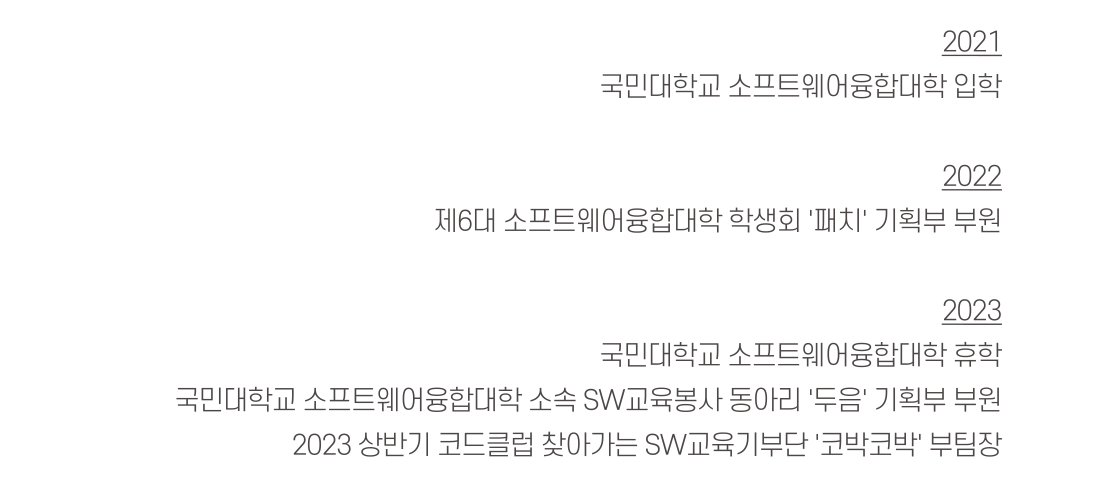 2021
국민대학교 소프트웨어융합대학 입학
2022
제6대 소프트웨어융합대학 학생회 '패치' 기획부 부원
2023
국민대학교 소프트웨어융합대학 휴학
국민대학교 소프트웨어융합대학 소속 SW교육봉사 동아리 '두음' 기획부 부원
2023 상반기 코드클럽 찾아가는 SW교육기부단 '코박코박' 부팀장